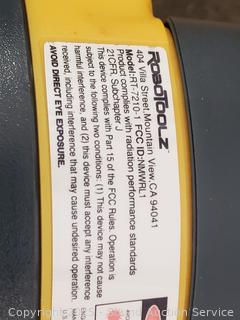 ROBOTOOLZ
404 Villa Street,Mountain View,CA 94041
Model:RT-7210-1 FCC ID:NMWRL1
Product complies with radiation performance standards
21CFR, Subchapter J
This device complies with Part 15 of the FCC Rules. Operation is
subject to the following two conditions : (1) This device may not cause
harmful interference, and (2) this device must accept any interference
received, including interference that may cause undesired operation.
AVOID DIRECT EYE EXPOSURE.